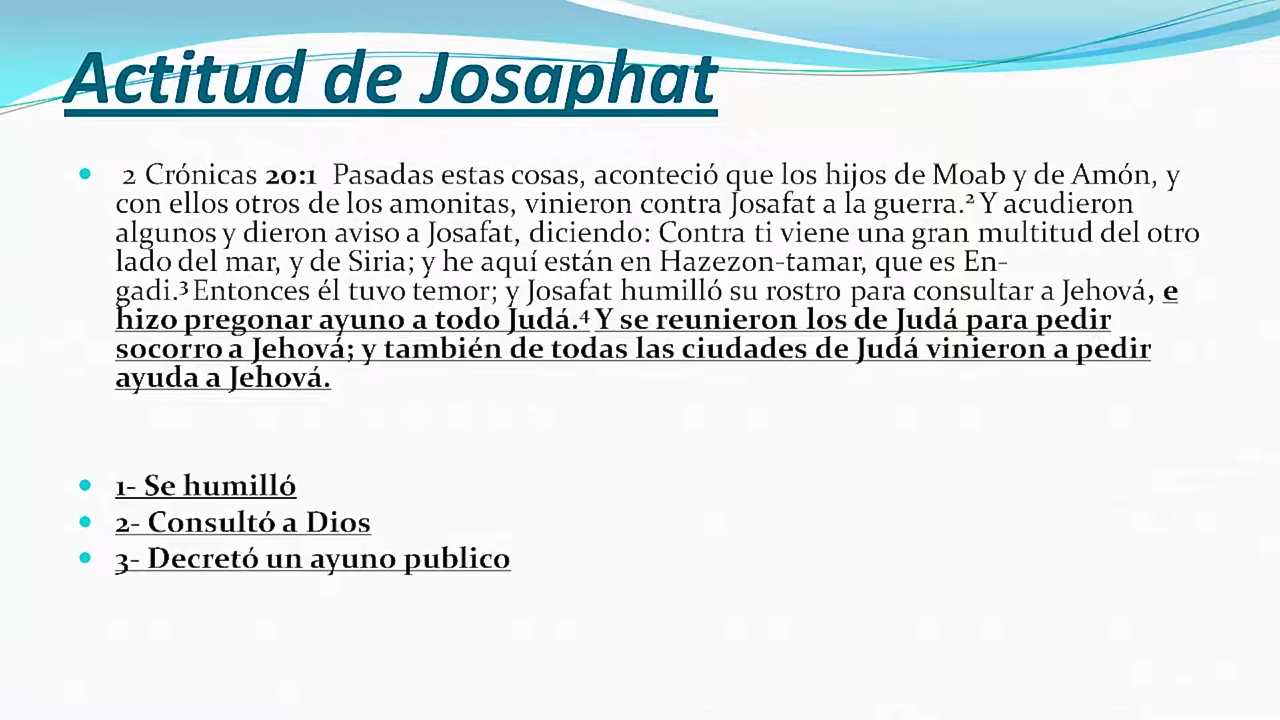 Actitud de Josaphat
2 Crónicas 20:1 Pasadas estas cosas, aconteció que los hijos de Moab y de Amón, y
con ellos otros de los amonitas, vinieron contra Josafat a la guerra.² Y acudieron
algunos y dieron aviso a Josafat, diciendo: Contra ti viene una gran multitud del otro
lado del mar, y de Siria; y he aquí están en Hazezon-tamar, que es En-
gadi.³ Entonces él tuvo temor; y Josafat humilló su rostro para consultar a Jehová, e
hizo pregonar ayuno a todo Judá.⁴ Y se reunieron los de Judá para pedir
socorro a Jehová; y también de todas las ciudades de Judá vinieron a pedir
ayuda a Jehová.
1- Se humilló
2- Consultó a Dios
3- Decretó un ayuno publico